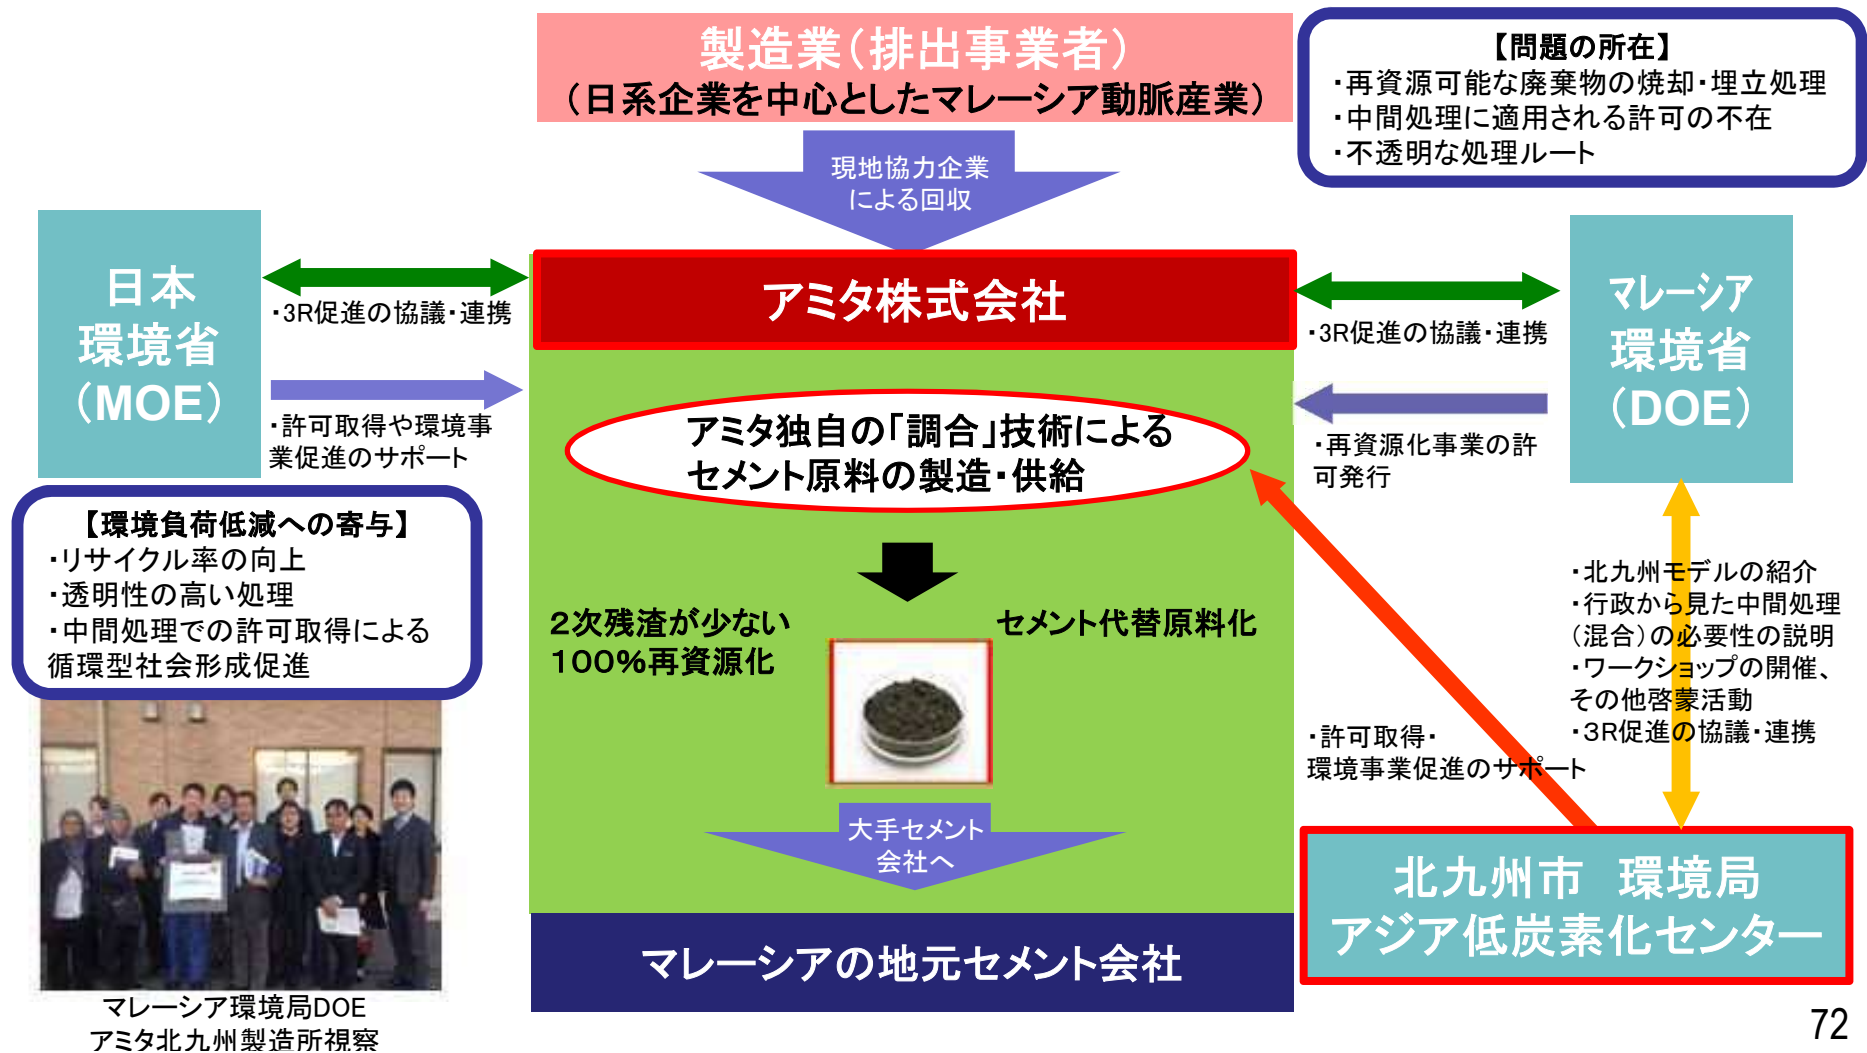 製造業(排出事業者)
(日系企業を中心としたマレーシア動脈産業)
【問題の所在】
・再資源可能な廃棄物の焼却・埋立処理
・中間処理に適用される許可の不在
・不透明な処理ルート
現地協力企業
による回収
日本
環境省
(MOE)
・3R促進の協議・連携
・許可取得や環境事
業促進のサポート
アミタ株式会社
・3R促進の協議・連携
・再資源化事業の許
可発行
マレーシア
環境省
(DOE)
アミタ独自の「調合」技術による
セメント原料の製造・供給
【環境負荷低減への寄与】
・リサイクル率の向上
・透明性の高い処理
・中間処理での許可取得による
循環型社会形成促進
2次残渣が少ない
100%再資源化
セメント代替原料化
・北九州モデルの紹介
・行政から見た中間処理
(混合)の必要性の説明
・ワークショップの開催、
その他啓蒙活動
・3R促進の協議・連携
・許可取得・
環境事業促進のサポート
大手セメント
会社へ
マレーシアの地元セメント会社
北九州市 環境局
アジア低炭素化センター
マレーシア環境局DOE
アミタ北九州製造所視察
72